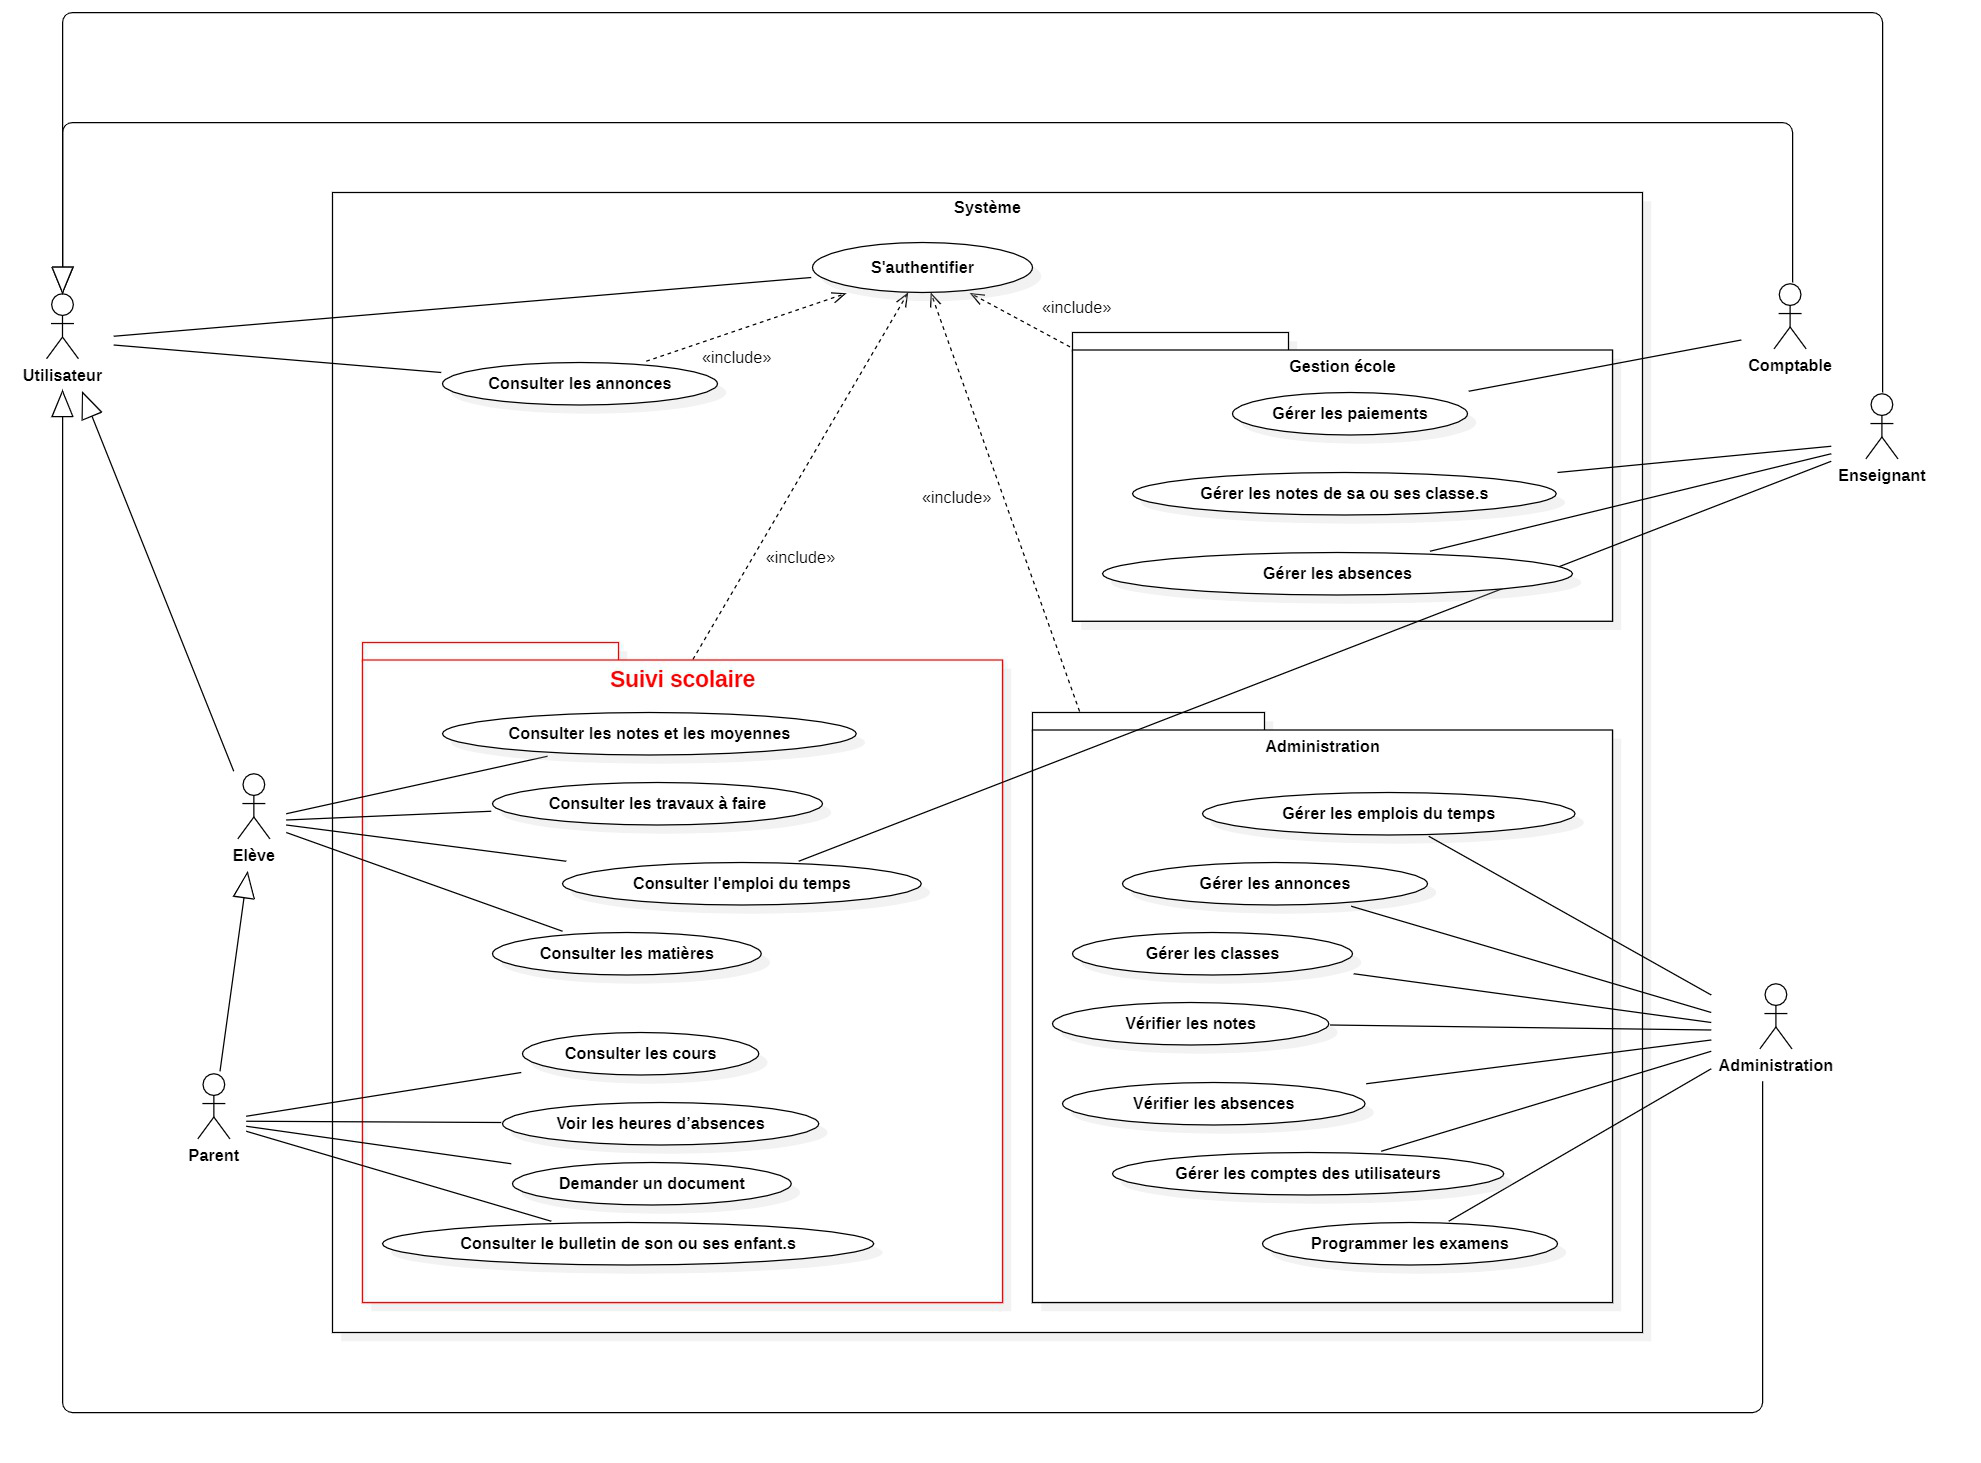 Système
S'authentifier
«include»
«include»
Consulter les annonces
Utilisateur
Gestion école
Gérer les paiements
Comptable
Gérer les notes de sa ou ses classe.s
Enseignant
«include»
«include»
Gérer les absences
Suivi scolaire
Consulter les notes et les moyennes
Consulter les travaux à faire
Elève
Consulter l'emploi du temps
Consulter les matières
Consulter les cours
Voir les heures d’absences
Parent
Demander un document
Consulter le bulletin de son ou ses enfant.s
Administration
Gérer les emplois du temps
Gérer les annonces
Gérer les classes
Vérifier les notes
Administration
Vérifier les absences
Gérer les comptes des utilisateurs
Programmer les examens